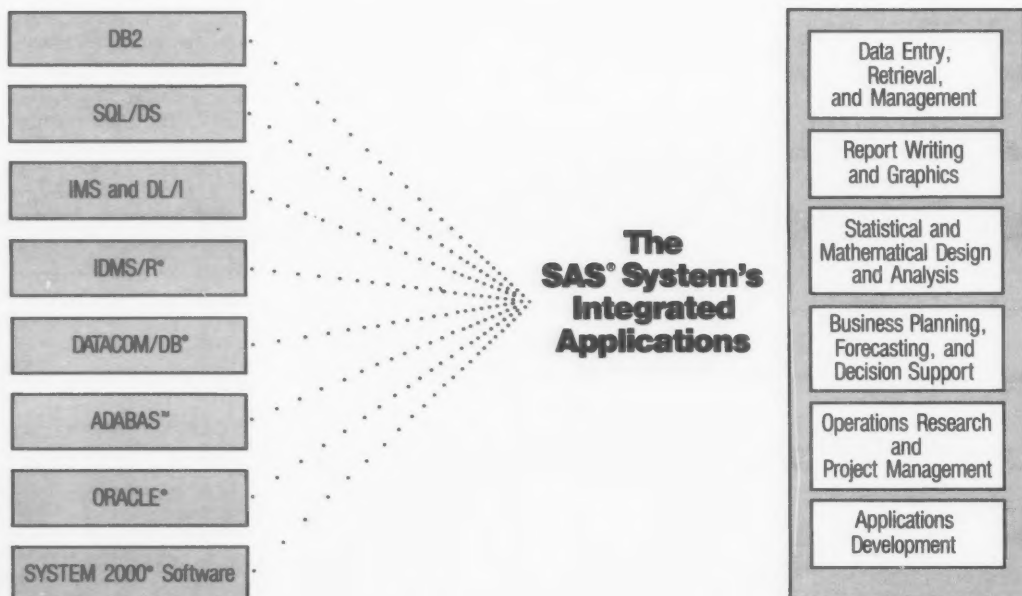 DB2
SQL/DS
IMS and DL/I
IDMS/R®
DATACOM/DB®
ADABAS™
ORACLE®
SYSTEM 2000® Software
The
SAS® System's
Integrated
Applications
Data Entry,
Retrieval,
and Management
Report Writing
and Graphics
Statistical and
Mathematical Design
and Analysis
Business Planning,
Forecasting, and
Decision Support
Operations Research
and
Project Management
Applications
Development